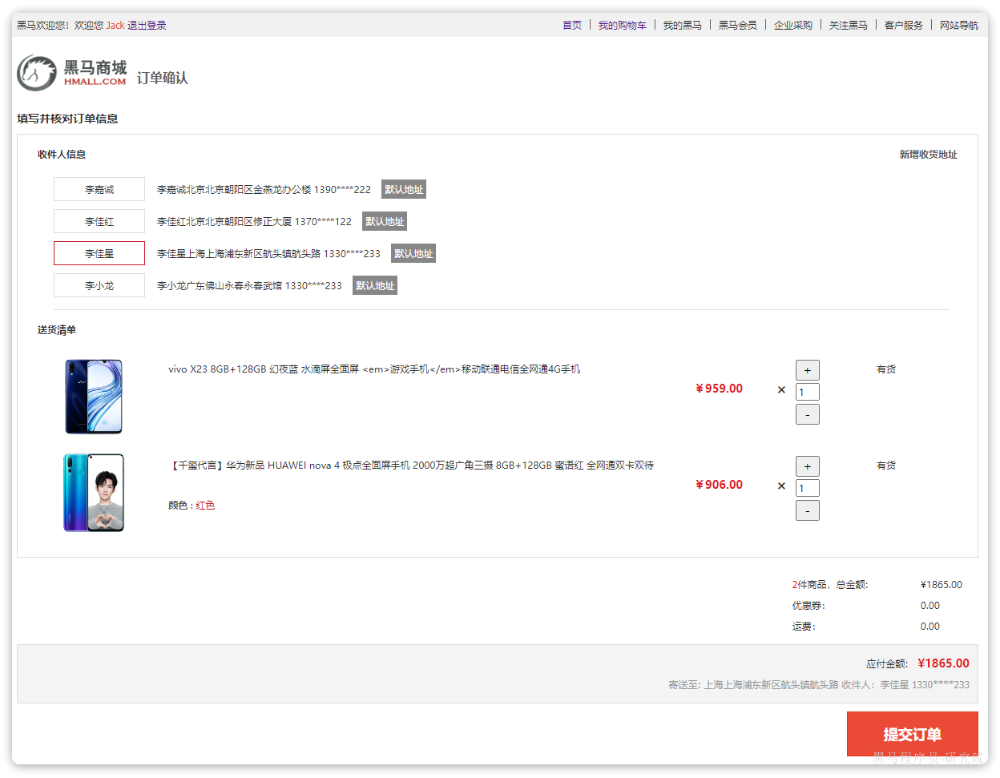 黑马欢迎您！欢迎您 Jack 退出登录
首页 | 我的购物车 | 我的黑马 | 黑马会员 | 企业采购 | 关注黑马 | 客户服务 | 网站导航
黑马商城
HMALL.COM
订单确认
填写并核对订单信息
收件人信息 新增收货地址
李嘉诚 李嘉诚北京北京朝阳区金燕龙办公楼 1390****222 默认地址
李佳红 李佳红北京北京朝阳区修正大厦 1370****122 默认地址
李佳星 李佳星上海上海浦东新区航头镇航头路 1330****233 默认地址
李小龙 李小龙广东佛山永春永春武馆 1330****233 默认地址
送货清单
vivo X23 8GB+128GB 幻夜蓝 水滴屏全面屏 <em>游戏手机</em>移动联通电信全网通4G手机
¥959.00
×
+
1
-
有货
【千玺代言】华为新品 HUAWEI nova 4 极点全面屏手机 2000万超广角三摄 8GB+128GB 蜜语红 全网通双卡双待
颜色 : 红色
¥906.00
×
+
1
-
有货
2件商品，总金额: ¥1865.00
优惠券: 0.00
运费: 0.00
应付金额: ¥1865.00
寄送至: 上海上海浦东新区航头镇航头路 收件人: 李佳星 1330****233
提交订单
黑马程序员-研究院